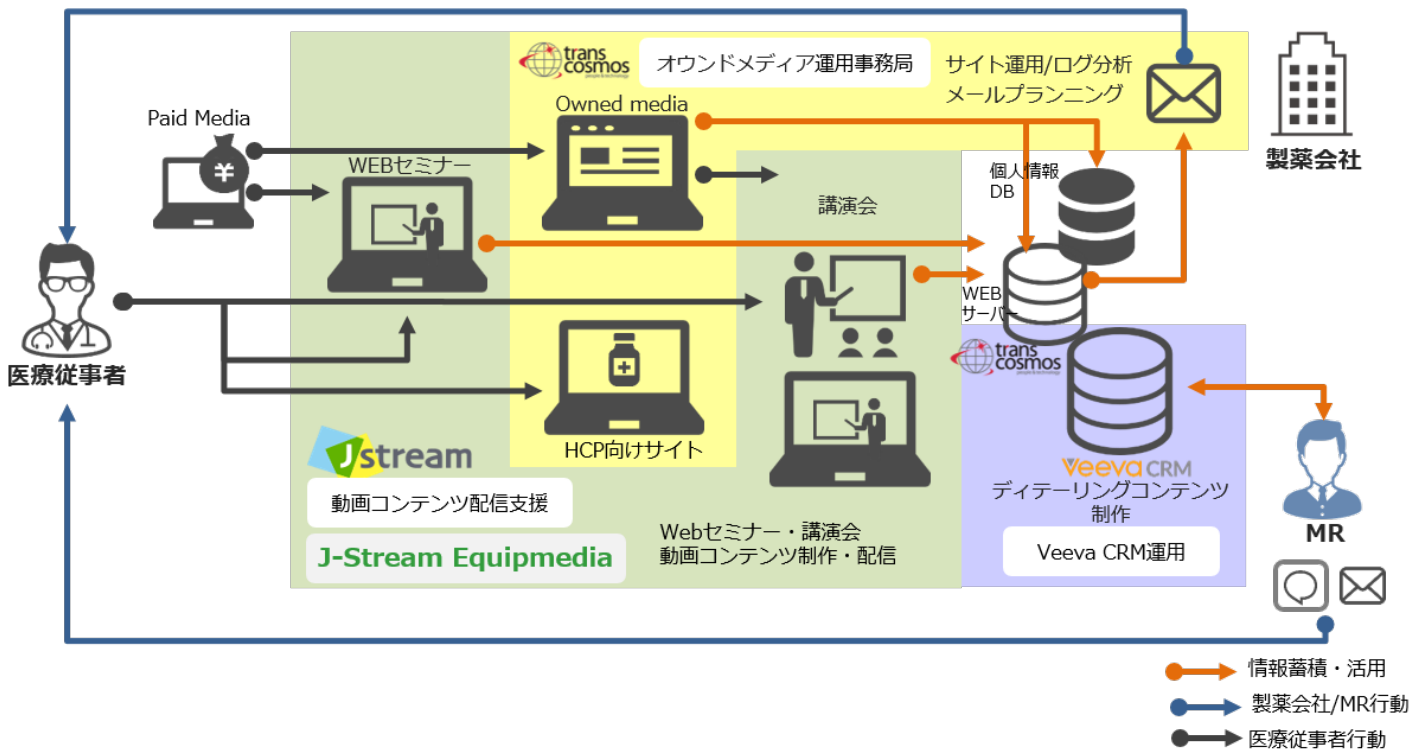 trans
cosmos
people & technology
オウンドメディア運用事務局
サイト運用/ログ分析
メールプランニング
Paid Media
¥
Owned media
WEBセミナー
製薬会社
個人情報
DB
講演会
WEB
サーバー
医療従事者
trans
cosmos
people & technology
HCP向けサイト
Jstream
動画コンテンツ配信支援
J-Stream Equipmedia
Webセミナー・講演会
動画コンテンツ制作・配信
Veeva CRM
ディテーリングコンテンツ
制作
Veeva CRM運用
MR
情報蓄積・活用
製薬会社/MR行動
医療従事者行動